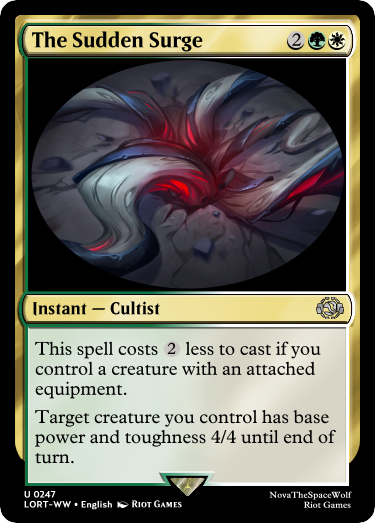 The Sudden Surge 2
Instant — Cultist
This spell costs 2 less to cast if you
control a creature with an attached
equipment.
Target creature you control has base
power and toughness 4/4 until end of
turn.
U 0247
LORT-WW • English RIOT GAMES
NovaTheSpaceWolf
Riot Games